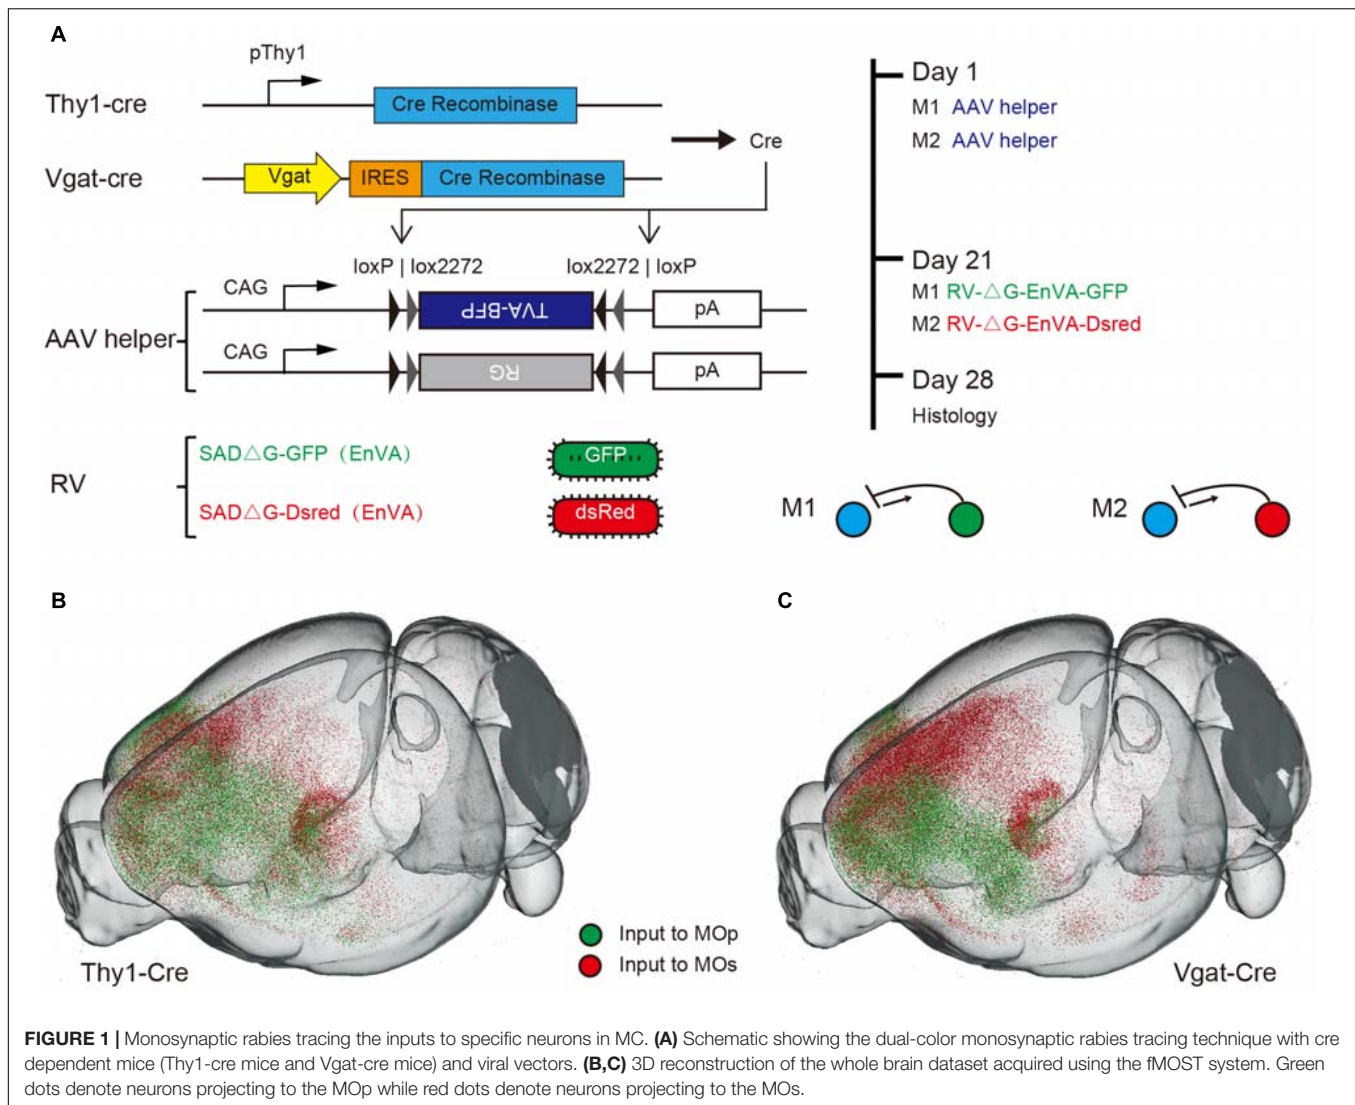 A
pThy1
Thy1-cre
Cre Recombinase
Cre
Vgat-cre
Vgat
IRES
Cre Recombinase
loxP | lox2272
lox2272 | loxP
AAV helper
CAG
TVA-BFP
pA
CAG
RG
pA
RV
SAD△G-GFP（EnVA）
GFP
SAD△G-Dsred（EnVA）
dsRed
Day 1
M1 AAV helper
M2 AAV helper
Day 21
M1 RV-△G-EnVA-GFP
M2 RV-△G-EnVA-Dsred
Day 28
Histology
M1
M2
B
Thy1-Cre
C
Vgat-Cre
Input to MOp
Input to MOs
FIGURE 1 | Monosynaptic rabies tracing the inputs to specific neurons in MC. (A) Schematic showing the dual-color monosynaptic rabies tracing technique with cre
dependent mice (Thy1-cre mice and Vgat-cre mice) and viral vectors. (B,C) 3D reconstruction of the whole brain dataset acquired using the fMOST system. Green
dots denote neurons projecting to the MOp while red dots denote neurons projecting to the MOs.